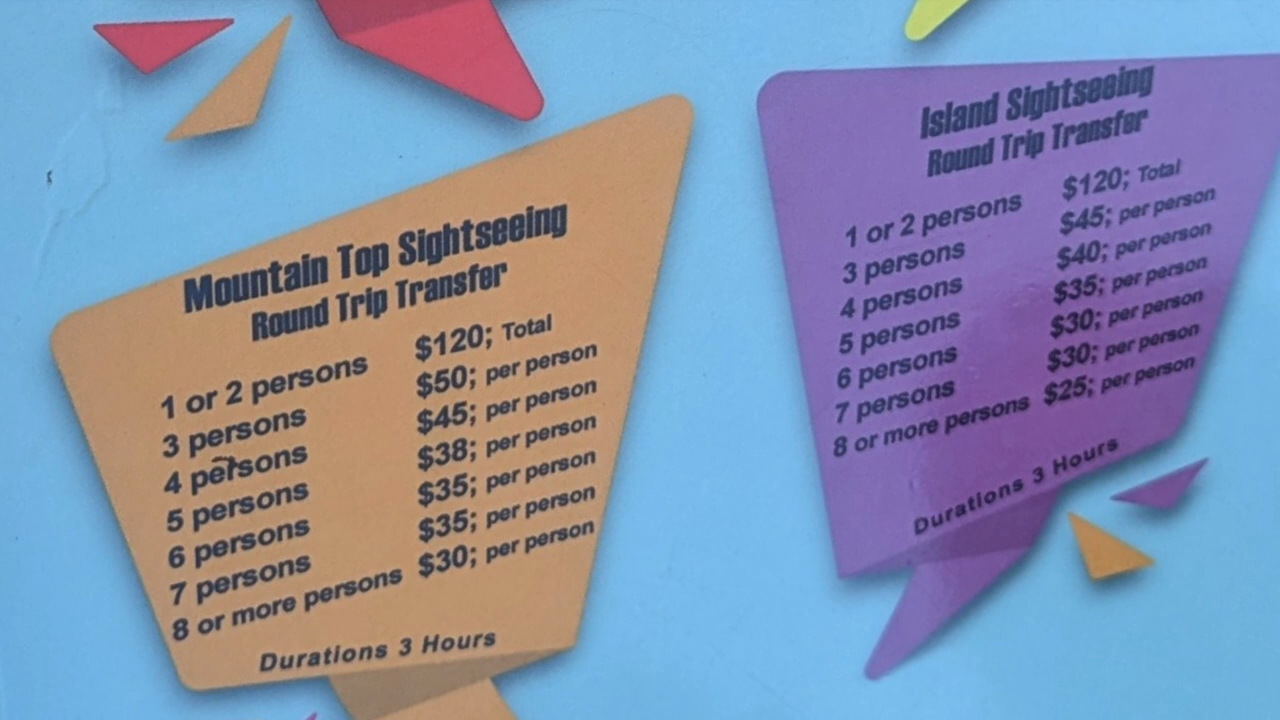 Mountain Top Sightseeing
Round Trip Transfer
1 or 2 persons $120; Total
3 persons $50; per person
4 persons $45; per person
5 persons $38; per person
6 persons $35; per person
7 persons $35; per person
8 or more persons $30; per person
Durations 3 Hours
Island Sightseeing
Round Trip Transfer
1 or 2 persons $120; Total
3 persons $45; per person
4 persons $40; per person
5 persons $35; per person
6 persons $30; per person
7 persons $30; per person
8 or more persons $25; per person
Durations 3 Hours